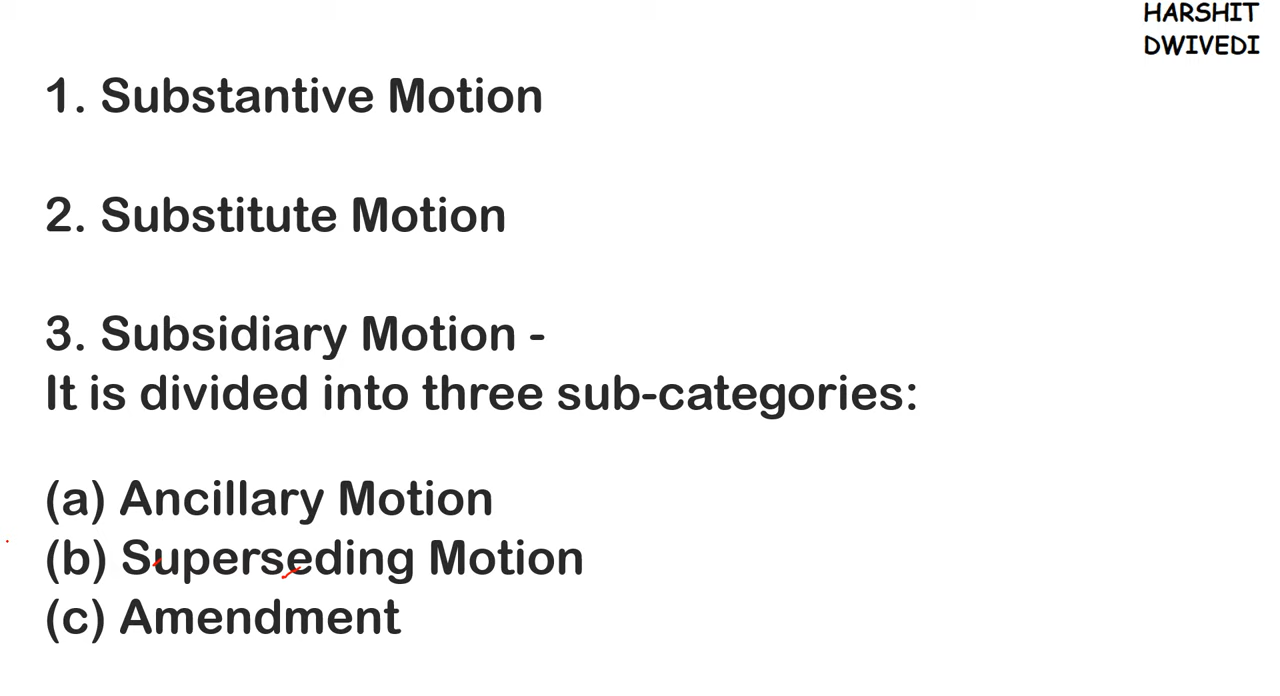 HARSHIT
DWIVEDI
1. Substantive Motion
2. Substitute Motion
3. Subsidiary Motion -
It is divided into three sub-categories:
(a) Ancillary Motion
(b) Superseding Motion
(c) Amendment